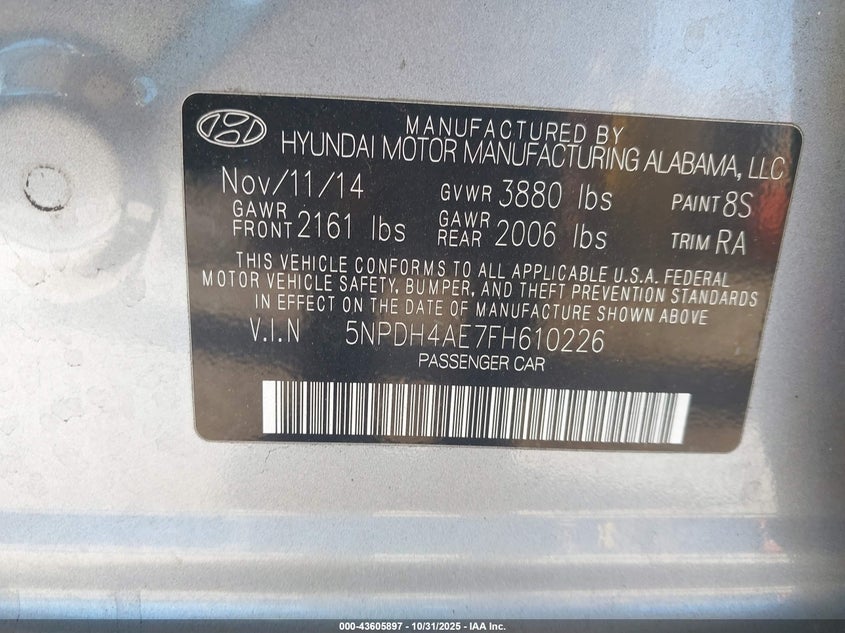 MANUFACTURED BY
HYUNDAI MOTOR MANUFACTURING ALABAMA, LLC
Nov/11/14 GVWR 3880 lbs PAINT 8S
GAWR FRONT 2161 lbs GAWR REAR 2006 lbs TRIM RA
THIS VEHICLE CONFORMS TO ALL APPLICABLE U.S.A. FEDERAL
MOTOR VEHICLE SAFETY, BUMPER, AND THEFT PREVENTION STANDARDS
IN EFFECT ON THE DATE OF MANUFACTURE SHOWN ABOVE
V.I.N 5NPDH4AE7FH610226
PASSENGER CAR
000-43605897 - 10/31/2025 - IAA Inc.